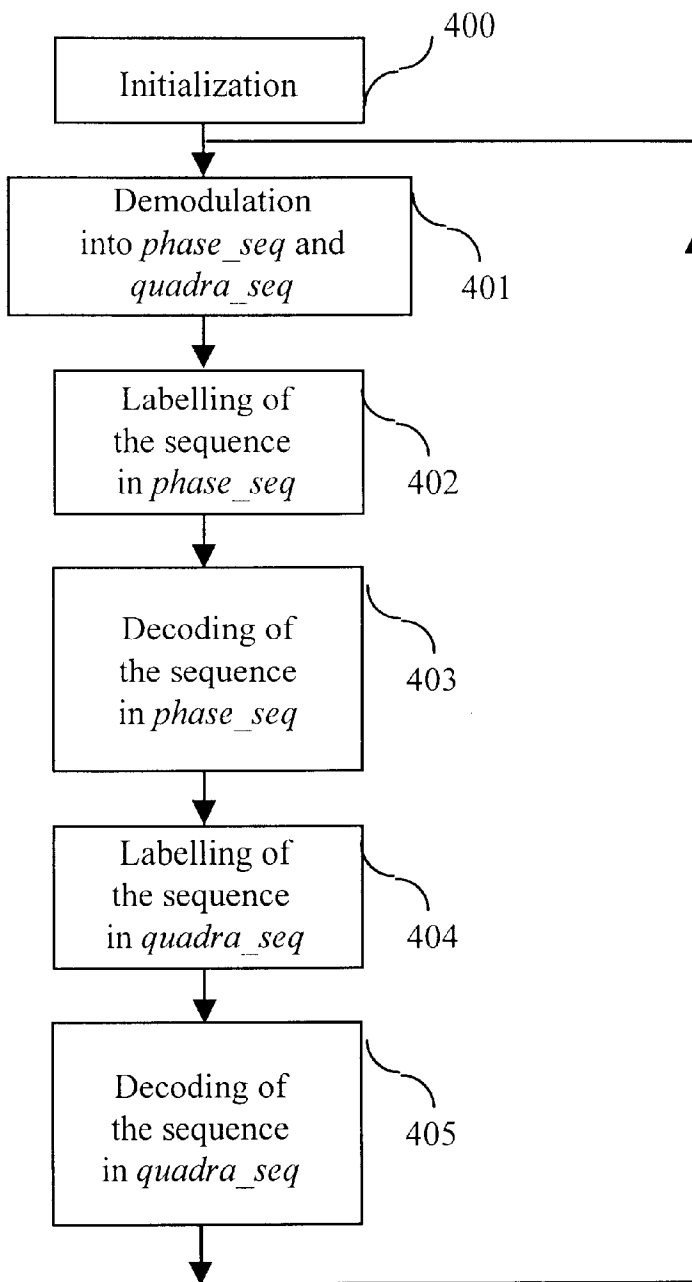 400
Initialization
Demodulation
into phase_seq and
quadra_seq
401
Labelling of
the sequence
in phase_seq
402
Decoding of
the sequence
in phase_seq
403
Labelling of
the sequence
in quadra_seq
404
Decoding of
the sequence
in quadra_seq
405